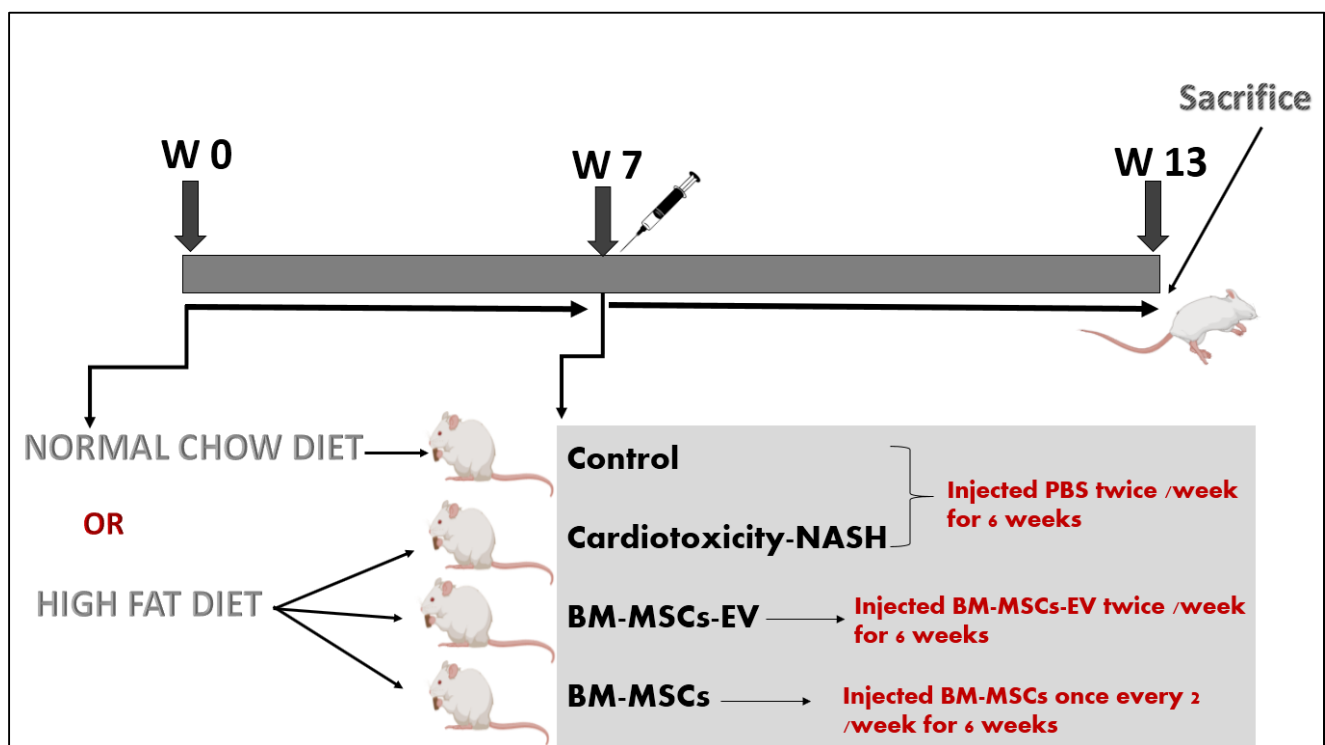 Sacrifice
W 0
W 7
W 13
NORMAL CHOW DIET
OR
HIGH FAT DIET
Control
Cardiotoxicity-NASH
Injected PBS twice /week
for 6 weeks
BM-MSCs-EV
Injected BM-MSCs-EV twice /week
for 6 weeks
BM-MSCs
Injected BM-MSCs once every 2
/week for 6 weeks